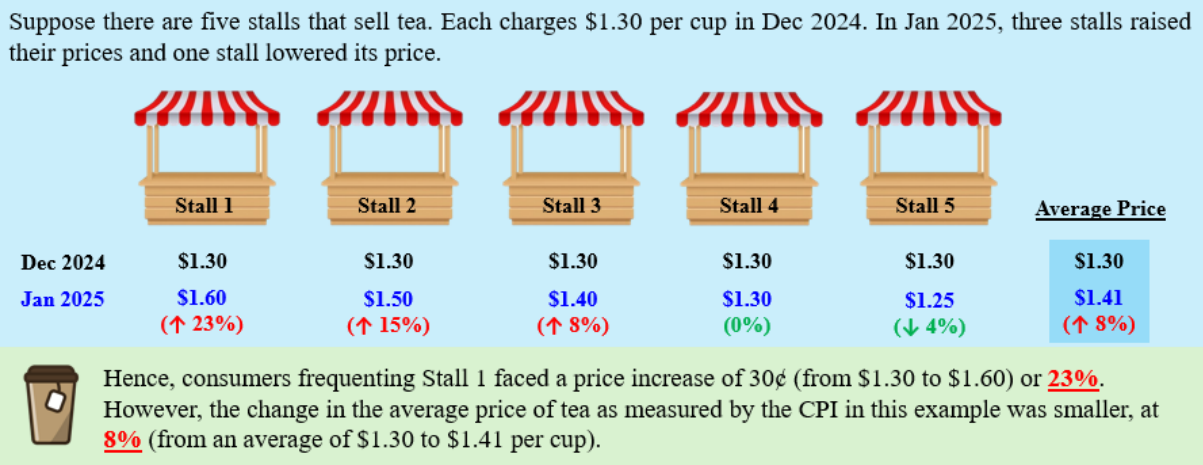 Suppose there are five stalls that sell tea. Each charges $1.30 per cup in Dec 2024. In Jan 2025, three stalls raised
their prices and one stall lowered its price.
Stall 1 Stall 2 Stall 3 Stall 4 Stall 5 Average Price
Dec 2024 $1.30 $1.30 $1.30 $1.30 $1.30 $1.30
Jan 2025 $1.60 $1.50 $1.40 $1.30 $1.25 $1.41
(↑ 23%) (↑ 15%) (↑ 8%) (0%) (↓ 4%) (↑ 8%)
Hence, consumers frequenting Stall 1 faced a price increase of 30¢ (from $1.30 to $1.60) or 23%.
However, the change in the average price of tea as measured by the CPI in this example was smaller, at
8% (from an average of $1.30 to $1.41 per cup).